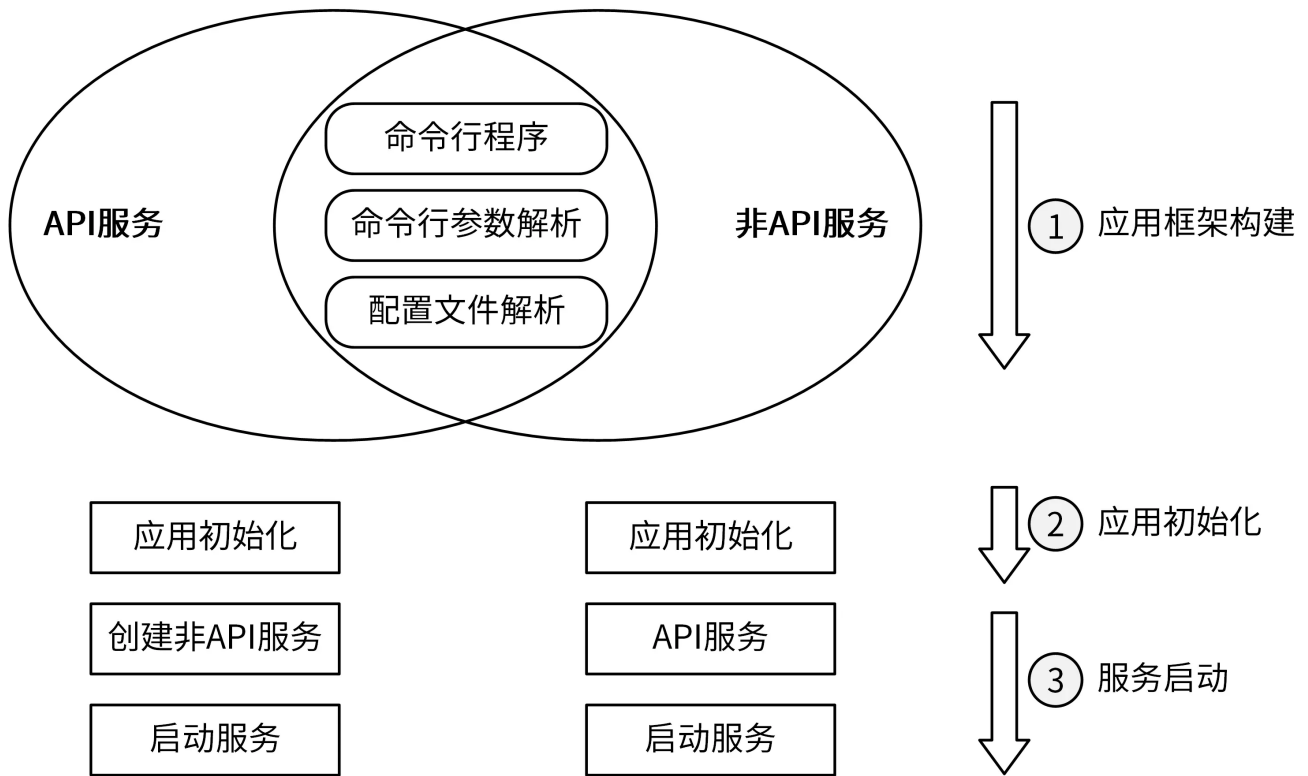 命令行程序
API服务
命令行参数解析
非API服务
1
应用框架构建
配置文件解析
应用初始化
应用初始化
2
应用初始化
创建非API服务
API服务
3
服务启动
启动服务
启动服务